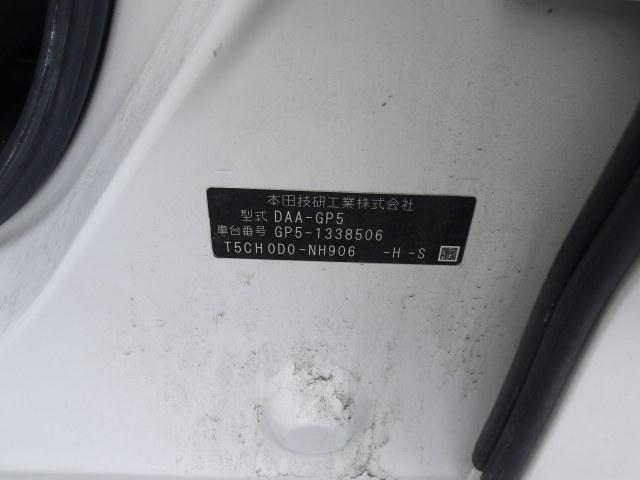 本田技研工業株式会社
型式 DAA-GP5
車台番号 GP5-1338506
T5CH0D0-NH906 -H -S